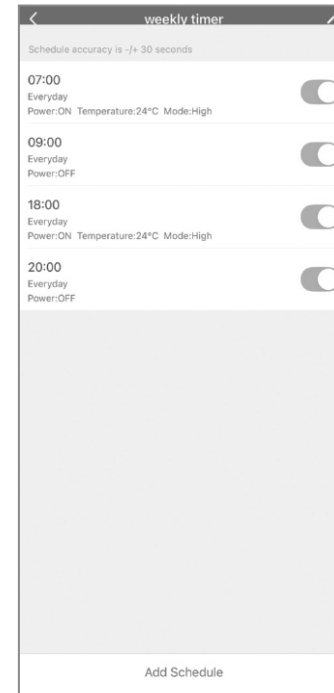 weekly timer
Schedule accuracy is -/+ 30 seconds
07:00
Everyday
Power:ON Temperature:24°C Mode:High
09:00
Everyday
Power:OFF
18:00
Everyday
Power:ON Temperature:24°C Mode:High
20:00
Everyday
Power:OFF
Add Schedule